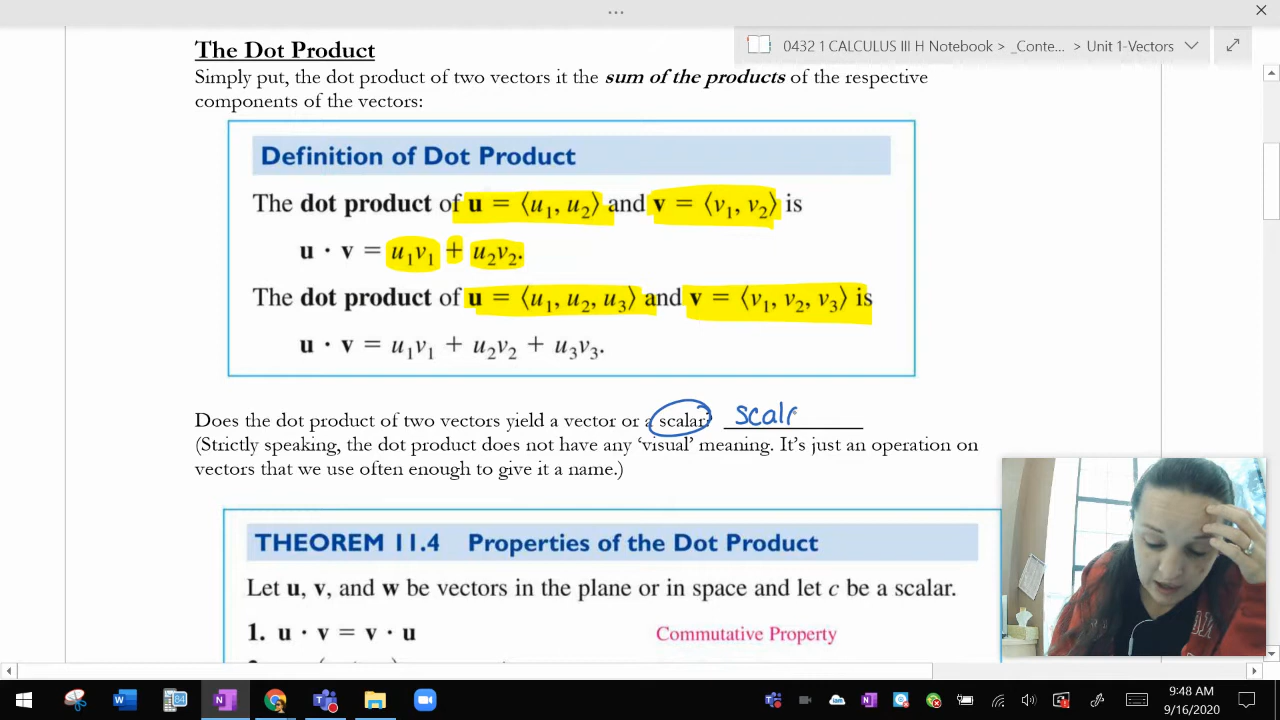 0432 1 CALCULUS III H Notebook > _Conte... > Unit 1-Vectors
The Dot Product
Simply put, the dot product of two vectors it the sum of the products of the respective
components of the vectors:
Definition of Dot Product
The dot product of u = ⟨u₁, u₂⟩ and v = ⟨v₁, v₂⟩ is
u · v = u₁v₁ + u₂v₂.
The dot product of u = ⟨u₁, u₂, u₃⟩ and v = ⟨v₁, v₂, v₃⟩ is
u · v = u₁v₁ + u₂v₂ + u₃v₃.
Does the dot product of two vectors yield a vector or a scalar? scalr
(Strictly speaking, the dot product does not have any ‘visual’ meaning. It’s just an operation on
vectors that we use often enough to give it a name.)
THEOREM 11.4 Properties of the Dot Product
Let u, v, and w be vectors in the plane or in space and let c be a scalar.
1. u · v = v · u Commutative Property
9:48 AM
9/16/2020